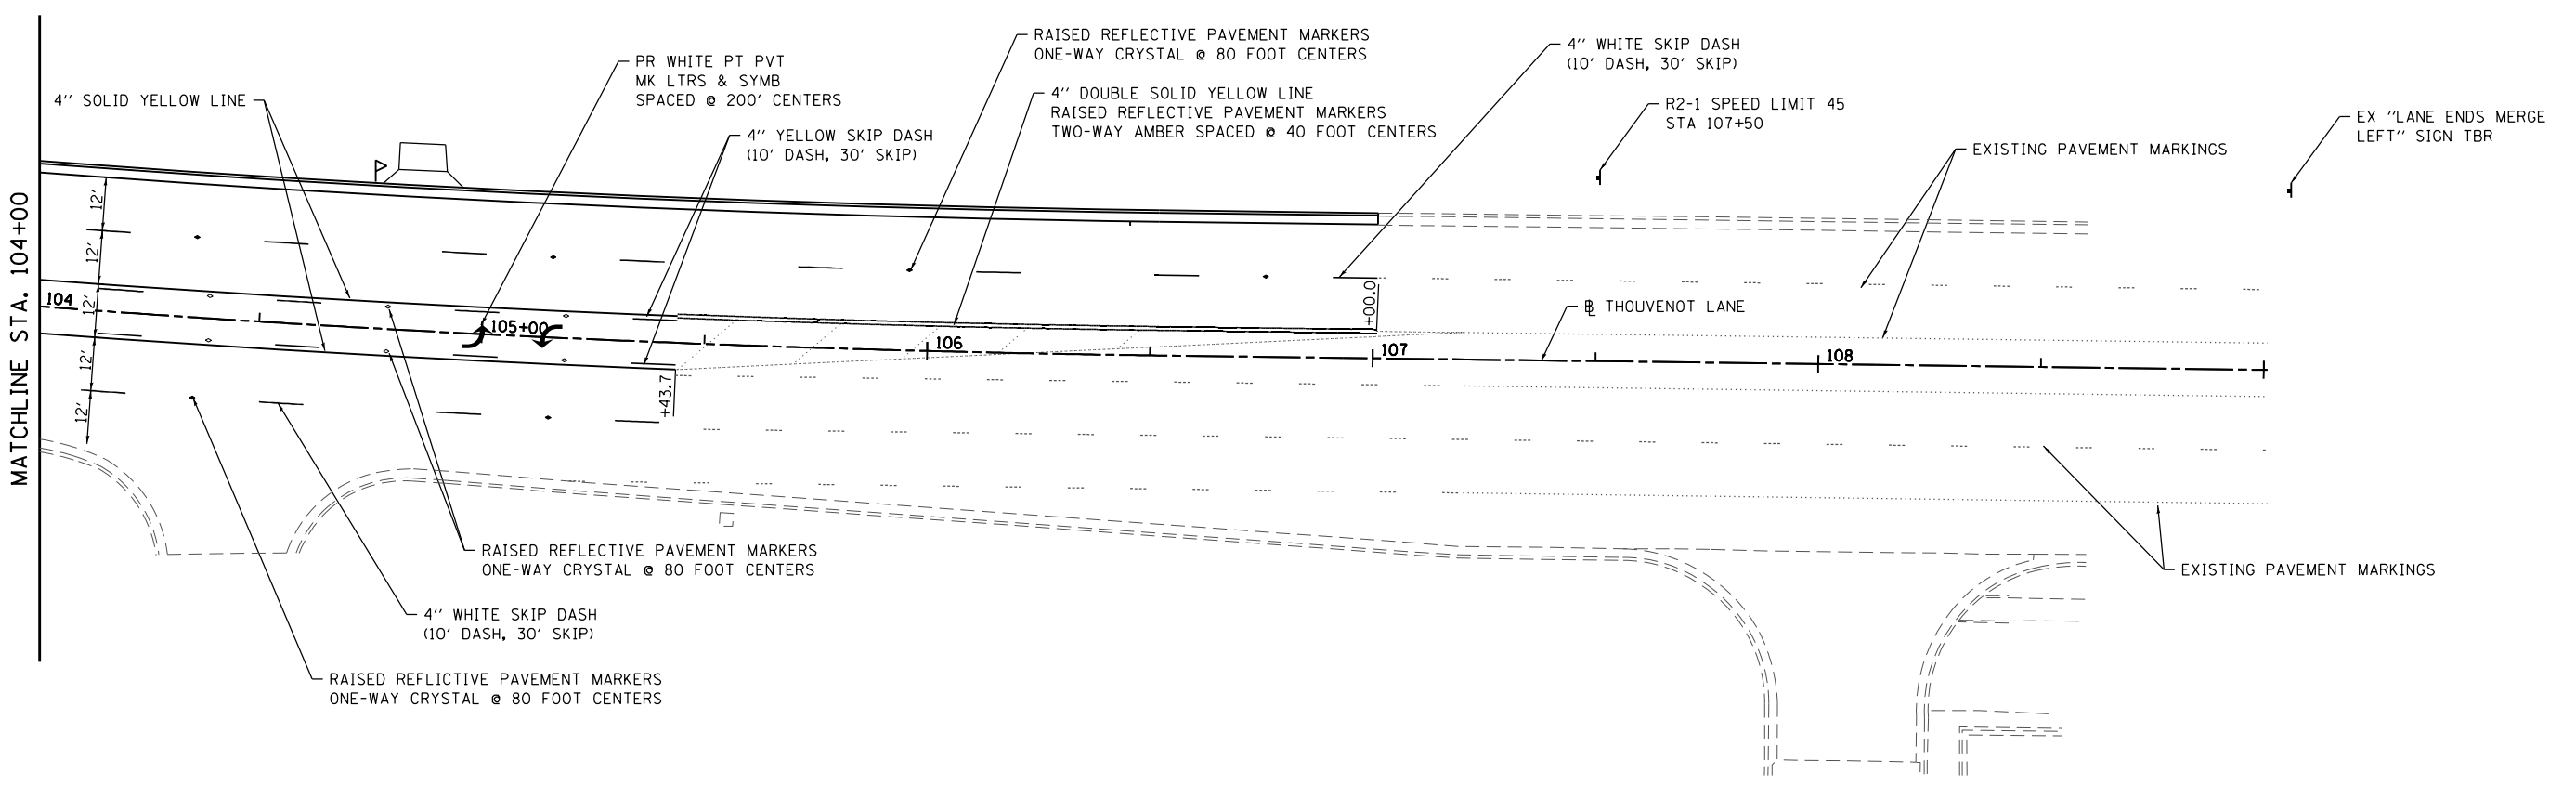 RAISED REFLECTIVE PAVEMENT MARKERS
ONE-WAY CRYSTAL @ 80 FOOT CENTERS
4'' WHITE SKIP DASH
(10' DASH, 30' SKIP)
PR WHITE PT PVT
MK LTRS & SYMB
SPACED @ 200' CENTERS
4'' SOLID YELLOW LINE
4'' DOUBLE SOLID YELLOW LINE
RAISED REFLECTIVE PAVEMENT MARKERS
TWO-WAY AMBER SPACED @ 40 FOOT CENTERS
R2-1 SPEED LIMIT 45
STA 107+50
EX "LANE ENDS MERGE
LEFT" SIGN TBR
4'' YELLOW SKIP DASH
(10' DASH, 30' SKIP)
EXISTING PAVEMENT MARKINGS
MATCHLINE STA. 104+00
12'
12'
12'
12'
12'
104
105+00
106
107
108
+00.0
+43.7
℄ THOUVENOT LANE
RAISED REFLECTIVE PAVEMENT MARKERS
ONE-WAY CRYSTAL @ 80 FOOT CENTERS
EXISTING PAVEMENT MARKINGS
4'' WHITE SKIP DASH
(10' DASH, 30' SKIP)
RAISED REFLICTIVE PAVEMENT MARKERS
ONE-WAY CRYSTAL @ 80 FOOT CENTERS